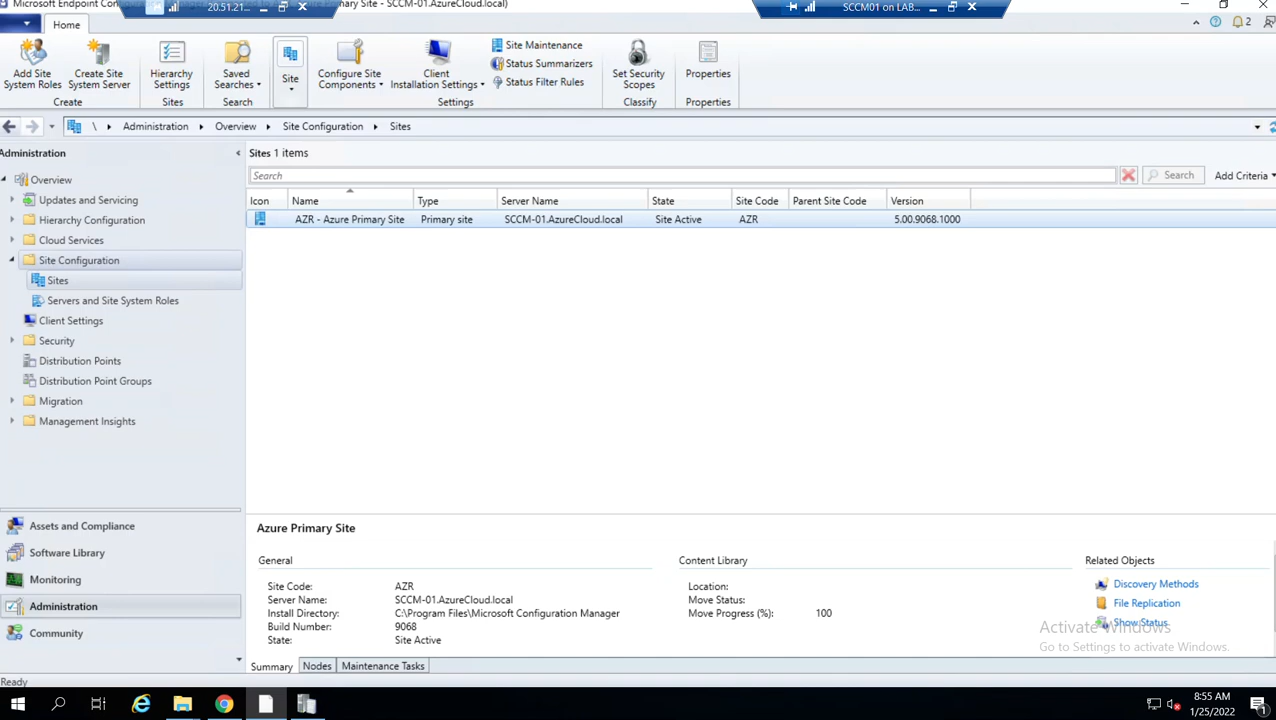 Microsoft Endpoint
Azure Primary Site - SCCM-01.AzureCloud.local)
20.51.21.
SCCM01 on LAB
Home
2
Add Site System Roles
Create Site System Server
Create
Hierarchy Settings
Sites
Saved Searches
Search
Site
Configure Site Components
Client Installation Settings
Site Maintenance
Status Summarizers
Status Filter Rules
Settings
Set Security Scopes
Classify
Properties
Properties
\ Administration Overview Site Configuration Sites
Administration
Overview
Updates and Servicing
Hierarchy Configuration
Cloud Services
Site Configuration
Sites
Servers and Site System Roles
Client Settings
Security
Distribution Points
Distribution Point Groups
Migration
Management Insights
Assets and Compliance
Software Library
Monitoring
Administration
Community
Sites 1 items
Search
Search
Add Criteria
Icon Name Type Server Name State Site Code Parent Site Code Version
AZR - Azure Primary Site Primary site SCCM-01.AzureCloud.local Site Active AZR 5.00.9068.1000
Azure Primary Site
General
Site Code: AZR
Server Name: SCCM-01.AzureCloud.local
Install Directory: C:\Program Files\Microsoft Configuration Manager
Build Number: 9068
State: Site Active
Content Library
Location:
Move Status:
Move Progress (%): 100
Related Objects
Discovery Methods
File Replication
Show Status
Activate Windows
Go to Settings to activate Windows.
Summary Nodes Maintenance Tasks
Ready
8:55 AM
1/25/2022
1